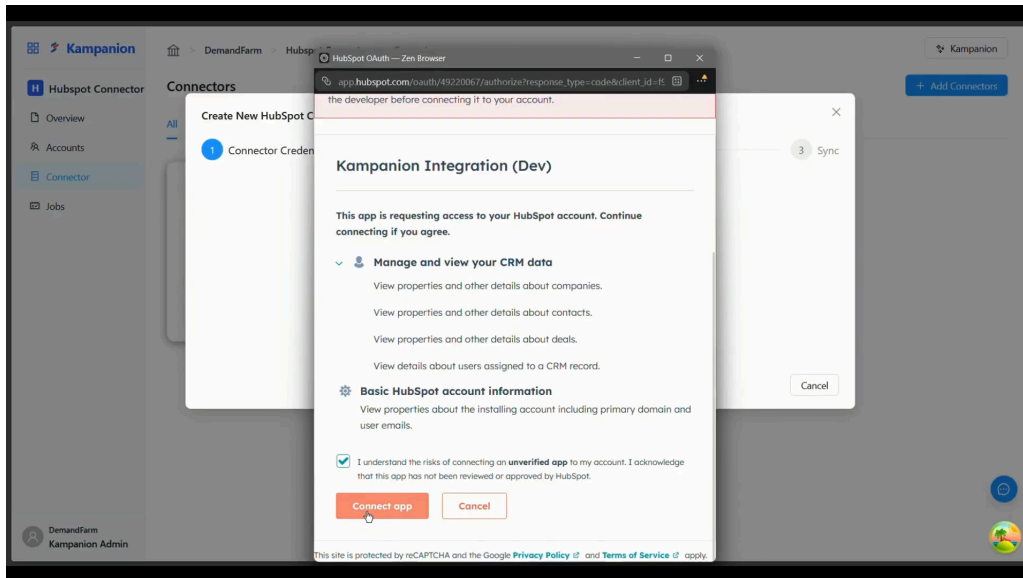 Kampanion
DemandFarm
Hubsp
Kampanion
H Hubspot Connector
Overview
Accounts
Connector
Jobs
DemandFarm
Kampanion Admin
Connectors
+ Add Connectors
All
Create New HubSpot C
1 Connector Creden
3 Sync
Cancel
HubSpot OAuth — Zen Browser
app.hubspot.com/oauth/49220067/authorize?response_type=code&client_id=f
the developer before connecting it to your account.
Kampanion Integration (Dev)
This app is requesting access to your HubSpot account. Continue
connecting if you agree.
Manage and view your CRM data
View properties and other details about companies.
View properties and other details about contacts.
View properties and other details about deals.
View details about users assigned to a CRM record.
Basic HubSpot account information
View properties about the installing account including primary domain and
user emails.
I understand the risks of connecting an unverified app to my account. I acknowledge
that this app has not been reviewed or approved by HubSpot.
Connect app
Cancel
This site is protected by reCAPTCHA and the Google Privacy Policy and Terms of Service apply.